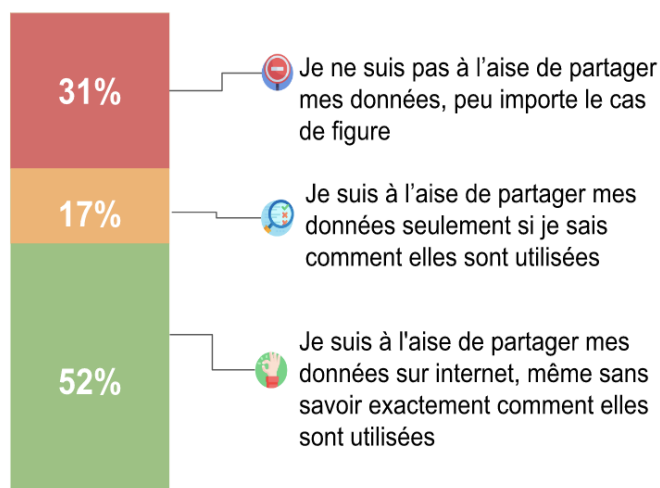 31%
Je ne suis pas à l’aise de partager
mes données, peu importe le cas
de figure
17%
Je suis à l’aise de partager mes
données seulement si je sais
comment elles sont utilisées
52%
Je suis à l'aise de partager mes
données sur internet, même sans
savoir exactement comment elles
sont utilisées